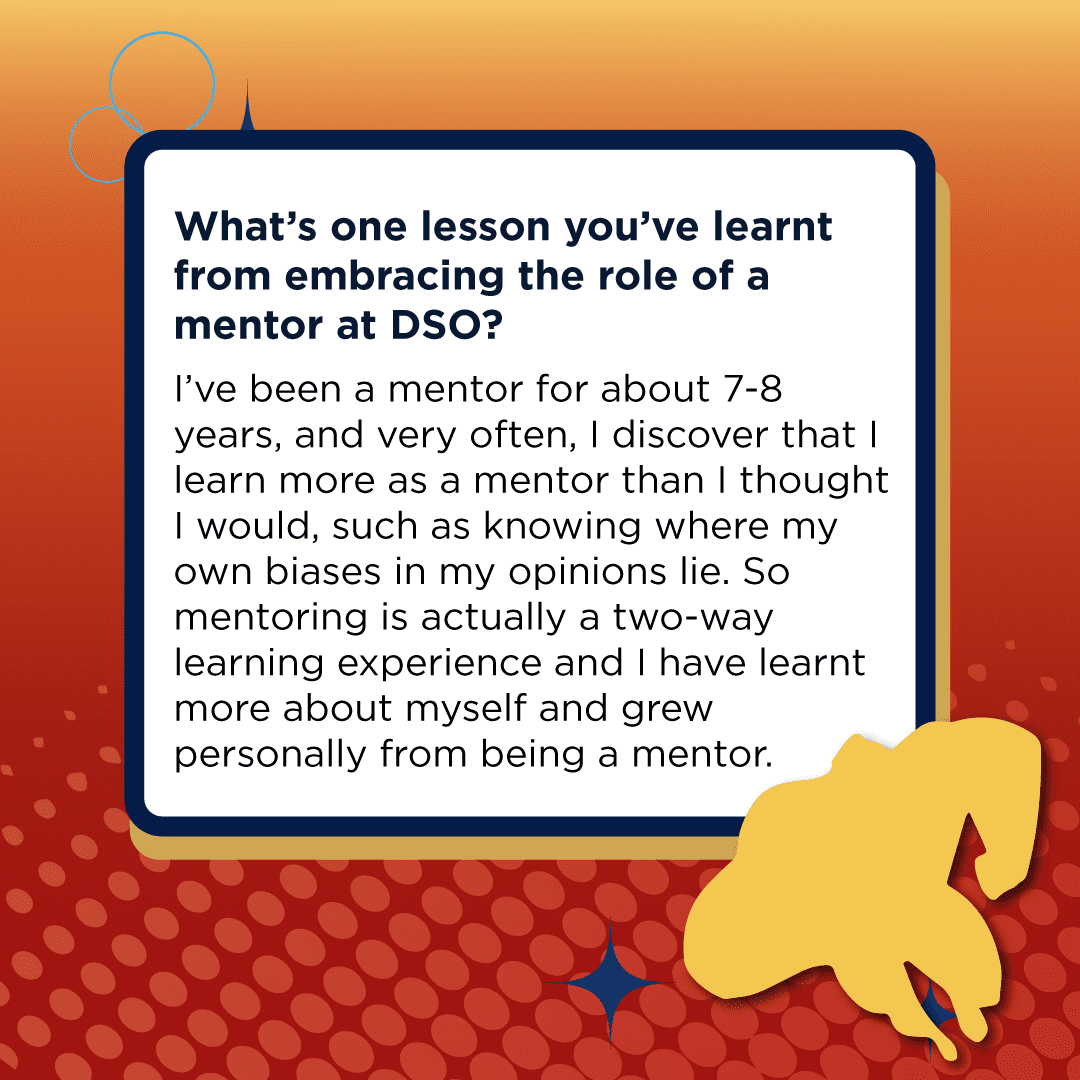 What’s one lesson you’ve learnt
from embracing the role of a
mentor at DSO?
I’ve been a mentor for about 7-8
years, and very often, I discover that I
learn more as a mentor than I thought
I would, such as knowing where my
own biases in my opinions lie. So
mentoring is actually a two-way
learning experience and I have learnt
more about myself and grew
personally from being a mentor.